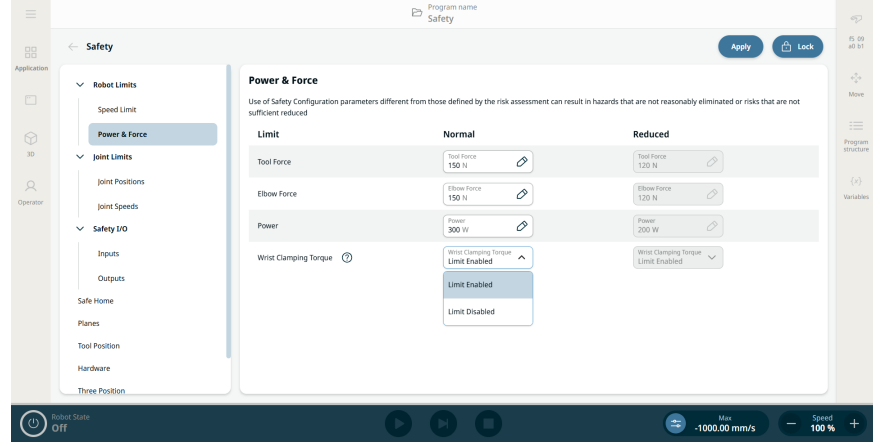 Program name
Safety
Safety
Apply
Lock
f5 09
a0 b1
Application
3D
Operator
Move
Program
structure
{x}
Variables
Robot Limits
Speed Limit
Power & Force
Joint Limits
Joint Positions
Joint Speeds
Safety I/O
Inputs
Outputs
Safe Home
Planes
Tool Position
Hardware
Three Position
Power & Force
Use of Safety Configuration parameters different from those defined by the risk assessment can result in hazards that are not reasonably eliminated or risks that are not
sufficient reduced
Limit Normal Reduced
Tool Force
Tool Force
150 N
Tool Force
120 N
Elbow Force
Elbow Force
150 N
Elbow Force
120 N
Power
Power
300 W
Power
200 W
Wrist Clamping Torque ?
Wrist Clamping Torque
Limit Enabled
Wrist Clamping Torque
Limit Enabled
Limit Enabled
Limit Disabled
Robot State
Off
Max
-1000.00 mm/s
Speed
100 %